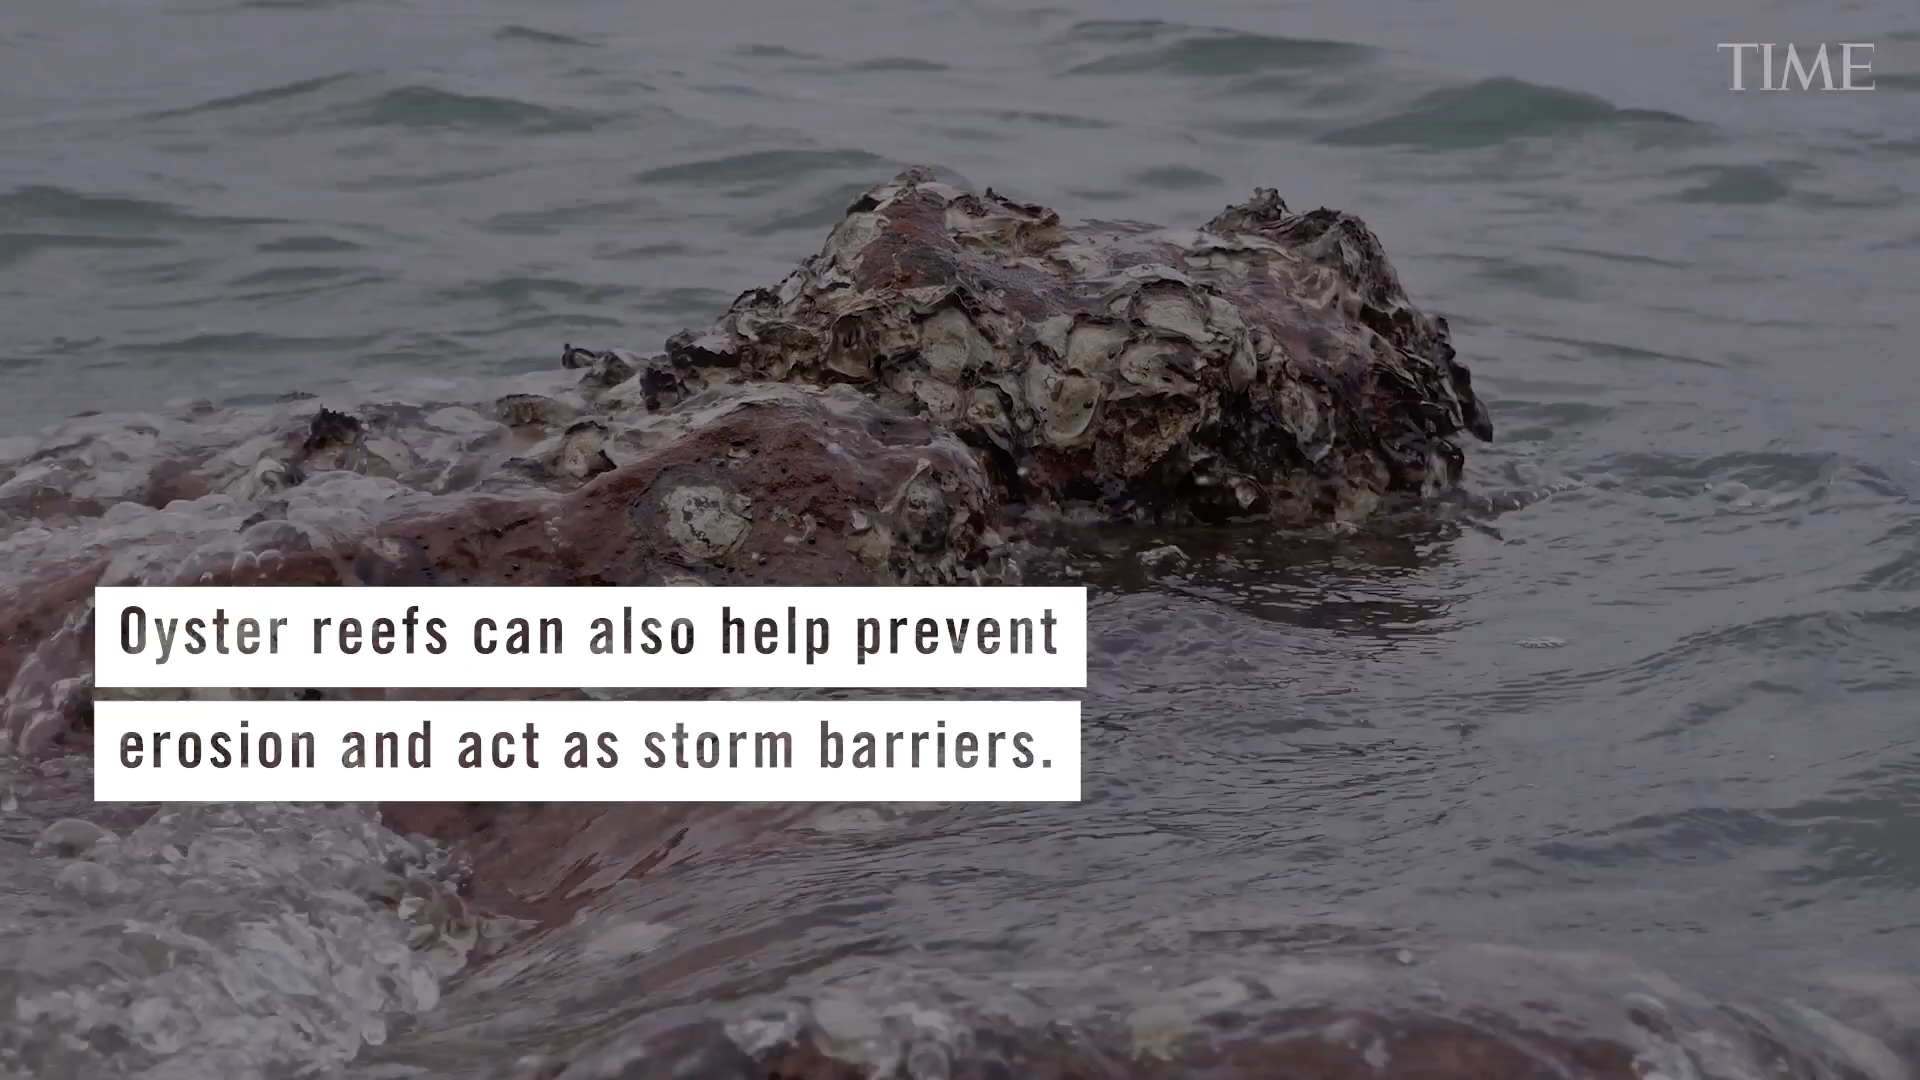 TIME
Oyster reefs can also help prevent
erosion and act as storm barriers.